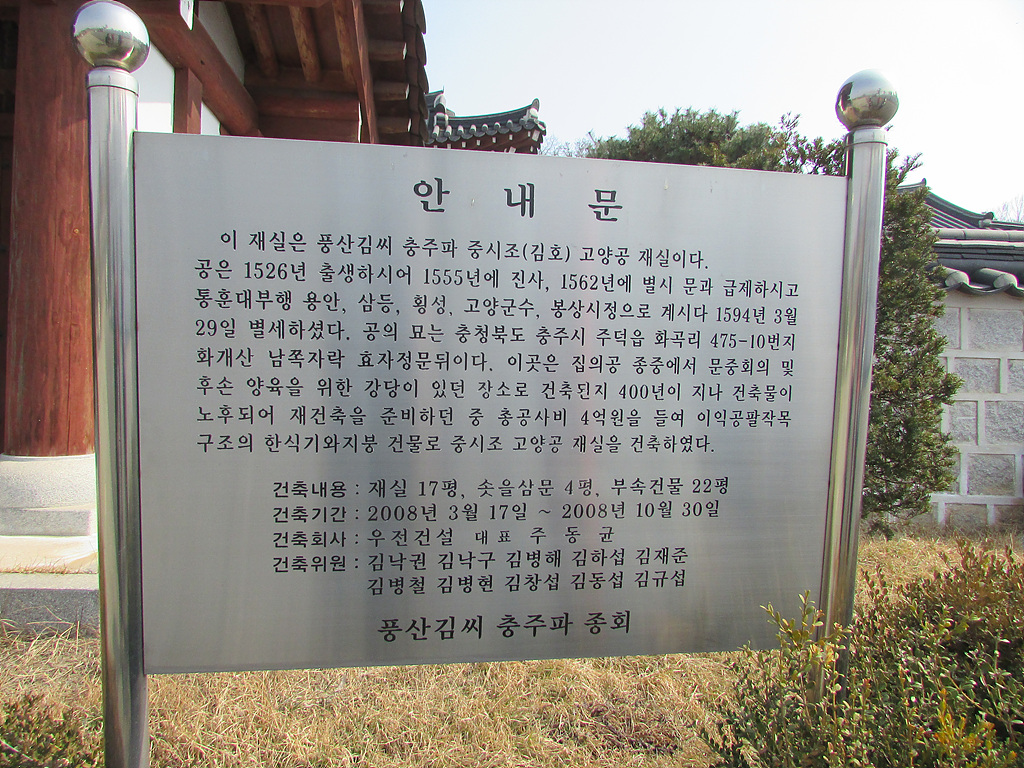 안 내 문
이 재실은 풍산김씨 충주파 중시조(김호) 고양공 재실이다.
공은 1526년 출생하시어 1555년에 진사, 1562년에 별시 문과 급제하시고
통훈대부행 용안, 삼등, 횡성, 고양군수, 봉상시정으로 계시다 1594년 3월
29일 별세하셨다. 공의 묘는 충청북도 충주시 주덕읍 화곡리 475-10번지
화개산 남쪽자락 효자정문뒤이다. 이곳은 집의공 종중에서 문중회의 및
후손 양육을 위한 강당이 있던 장소로 건축된지 400년이 지나 건축물이
노후되어 재건축을 준비하던 중 총공사비 4억원을 들여 이익공팔작목
구조의 한식기와지붕 건물로 중시조 고양공 재실을 건축하였다.
건축내용 : 재실 17평, 솟을삼문 4평, 부속건물 22평
건축기간 : 2008년 3월 17일 ~ 2008년 10월 30일
건축회사 : 우전건설 대표 주 동 균
건축위원 : 김낙권 김낙구 김병해 김하섭 김재준
김병철 김병현 김창섭 김동섭 김규섭
풍산김씨 충주파 종회